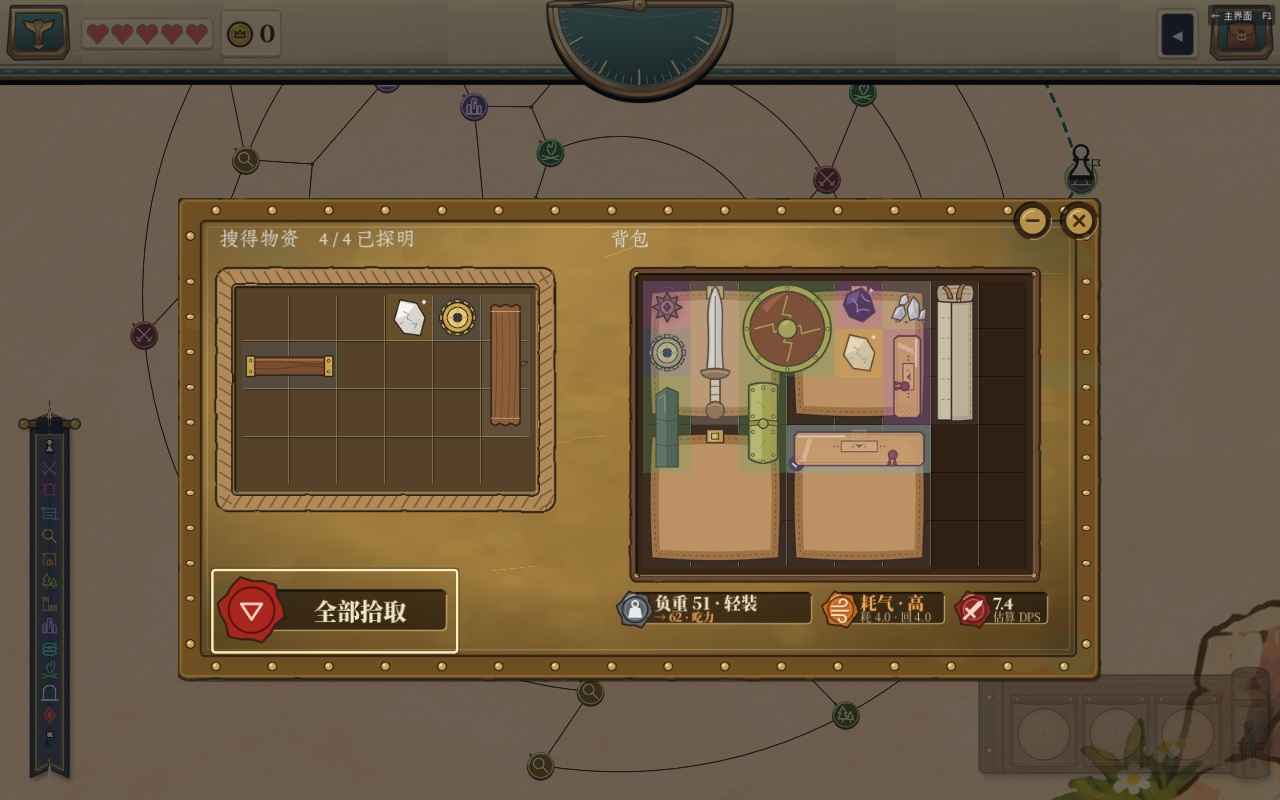 0
← 主界面 F1
搜得物资 4/4已探明
背包
全部拾取
负重 51 · 轻装
→ 62 · 吃力
耗气 · 高
耗 4.0 · 回 4.0
7.4
估算 DPS